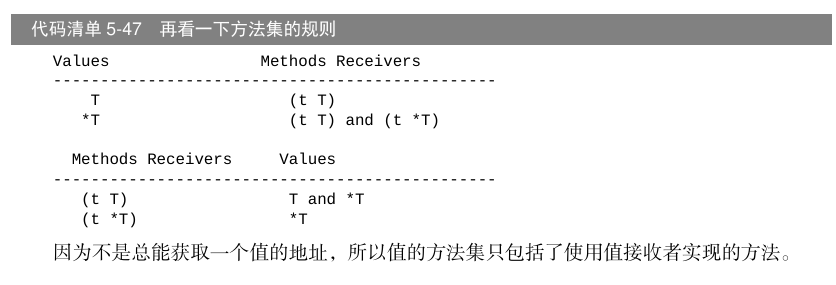 代码清单 5-47 再看一下方法集的规则
Values                Methods Receivers
-----------------------------------------------
    T                    (t T)
   *T                    (t T) and (t *T)
  Methods Receivers     Values
-----------------------------------------------
   (t T)                 T and *T
   (t *T)                *T
因为不是总能获取一个值的地址，所以值的方法集只包括了使用值接收者实现的方法。